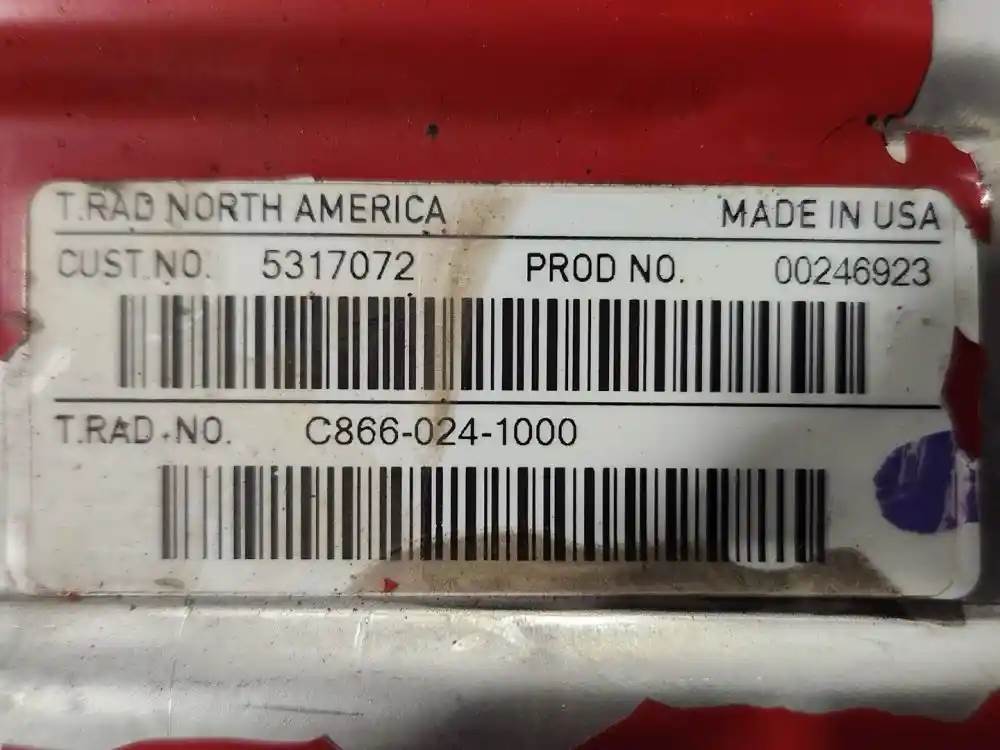 T.RAD NORTH AMERICA MADE IN USA
CUST.NO. 5317072 PROD NO. 00246923
T.RAD.NO. C866-024-1000